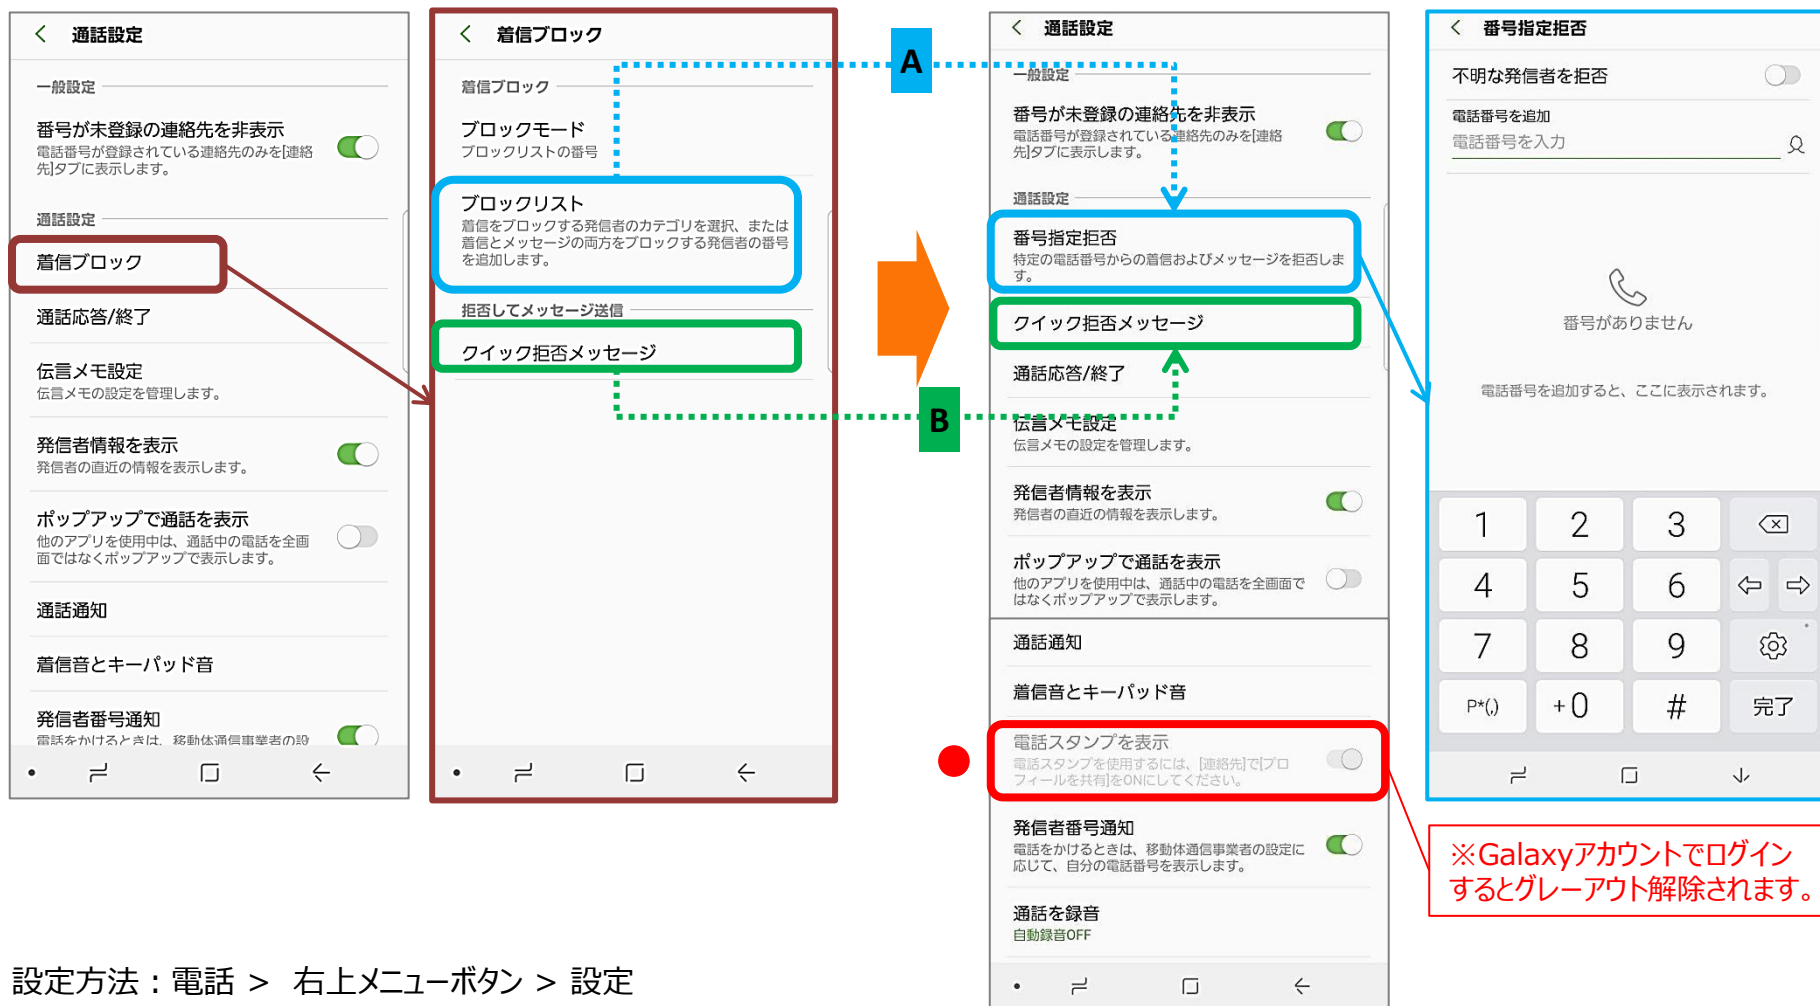 通話設定
一般設定
番号が未登録の連絡先を非表示
電話番号が登録されている連絡先のみを[連絡
先]タブに表示します。
通話設定
着信ブロック
通話応答/終了
伝言メモ設定
伝言メモの設定を管理します。
発信者情報を表示
発信者の直近の情報を表示します。
ポップアップで通話を表示
他のアプリを使用中は、通話中の電話を全画
面ではなくポップアップで表示します。
通話通知
着信音とキーパッド音
発信者番号通知
電話をかけるときは、移動体通信事業者の設
着信ブロック
着信ブロック
ブロックモード
ブロックリストの番号
ブロックリスト
着信をブロックする発信者のカテゴリを選択、または
着信とメッセージの両方をブロックする発信者の番号
を追加します。
拒否してメッセージ送信
クイック拒否メッセージ
A
B
通話設定
一般設定
番号が未登録の連絡先を非表示
電話番号が登録されている連絡先のみを[連絡
先]タブに表示します。
通話設定
番号指定拒否
特定の電話番号からの着信およびメッセージを拒否しま
す。
クイック拒否メッセージ
通話応答/終了
伝言メモ設定
伝言メモの設定を管理します。
発信者情報を表示
発信者の直近の情報を表示します。
ポップアップで通話を表示
他のアプリを使用中は、通話中の電話を全画面で
はなくポップアップで表示します。
通話通知
着信音とキーパッド音
電話スタンプを表示
電話スタンプを使用するには、[連絡先]で[プロ
フィールを共有]をONにしてください。
発信者番号通知
電話をかけるときは、移動体通信事業者の設定に
応じて、自分の電話番号を表示します。
通話を録音
自動録音OFF
番号指定拒否
不明な発信者を拒否
電話番号を追加
電話番号を入力
番号がありません
電話番号を追加すると、ここに表示されます。
1 2 3
4 5 6
7 8 9
P*(,) +0 # 完了
※Galaxyアカウントでログイン
するとグレーアウト解除されます。
設定方法：電話 > 右上メニューボタン > 設定